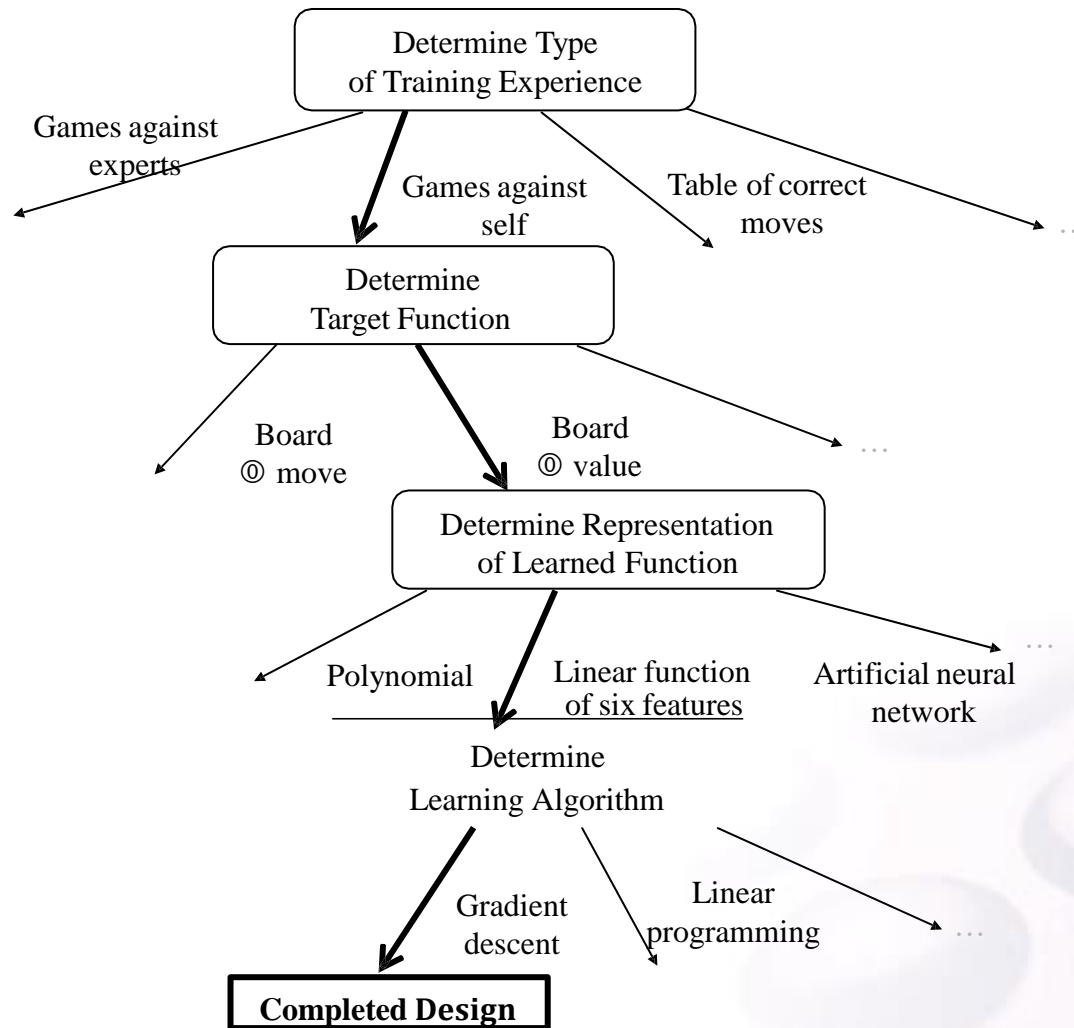 Determine Type
of Training Experience
Games against
experts
Games against
self
Table of correct
moves
…
Determine
Target Function
Board
⓪ move
Board
⓪ value
…
Determine Representation
of Learned Function
Polynomial
Linear function
of six features
Artificial neural
network
…
Determine
Learning Algorithm
Gradient
descent
Linear
programming
…
Completed Design